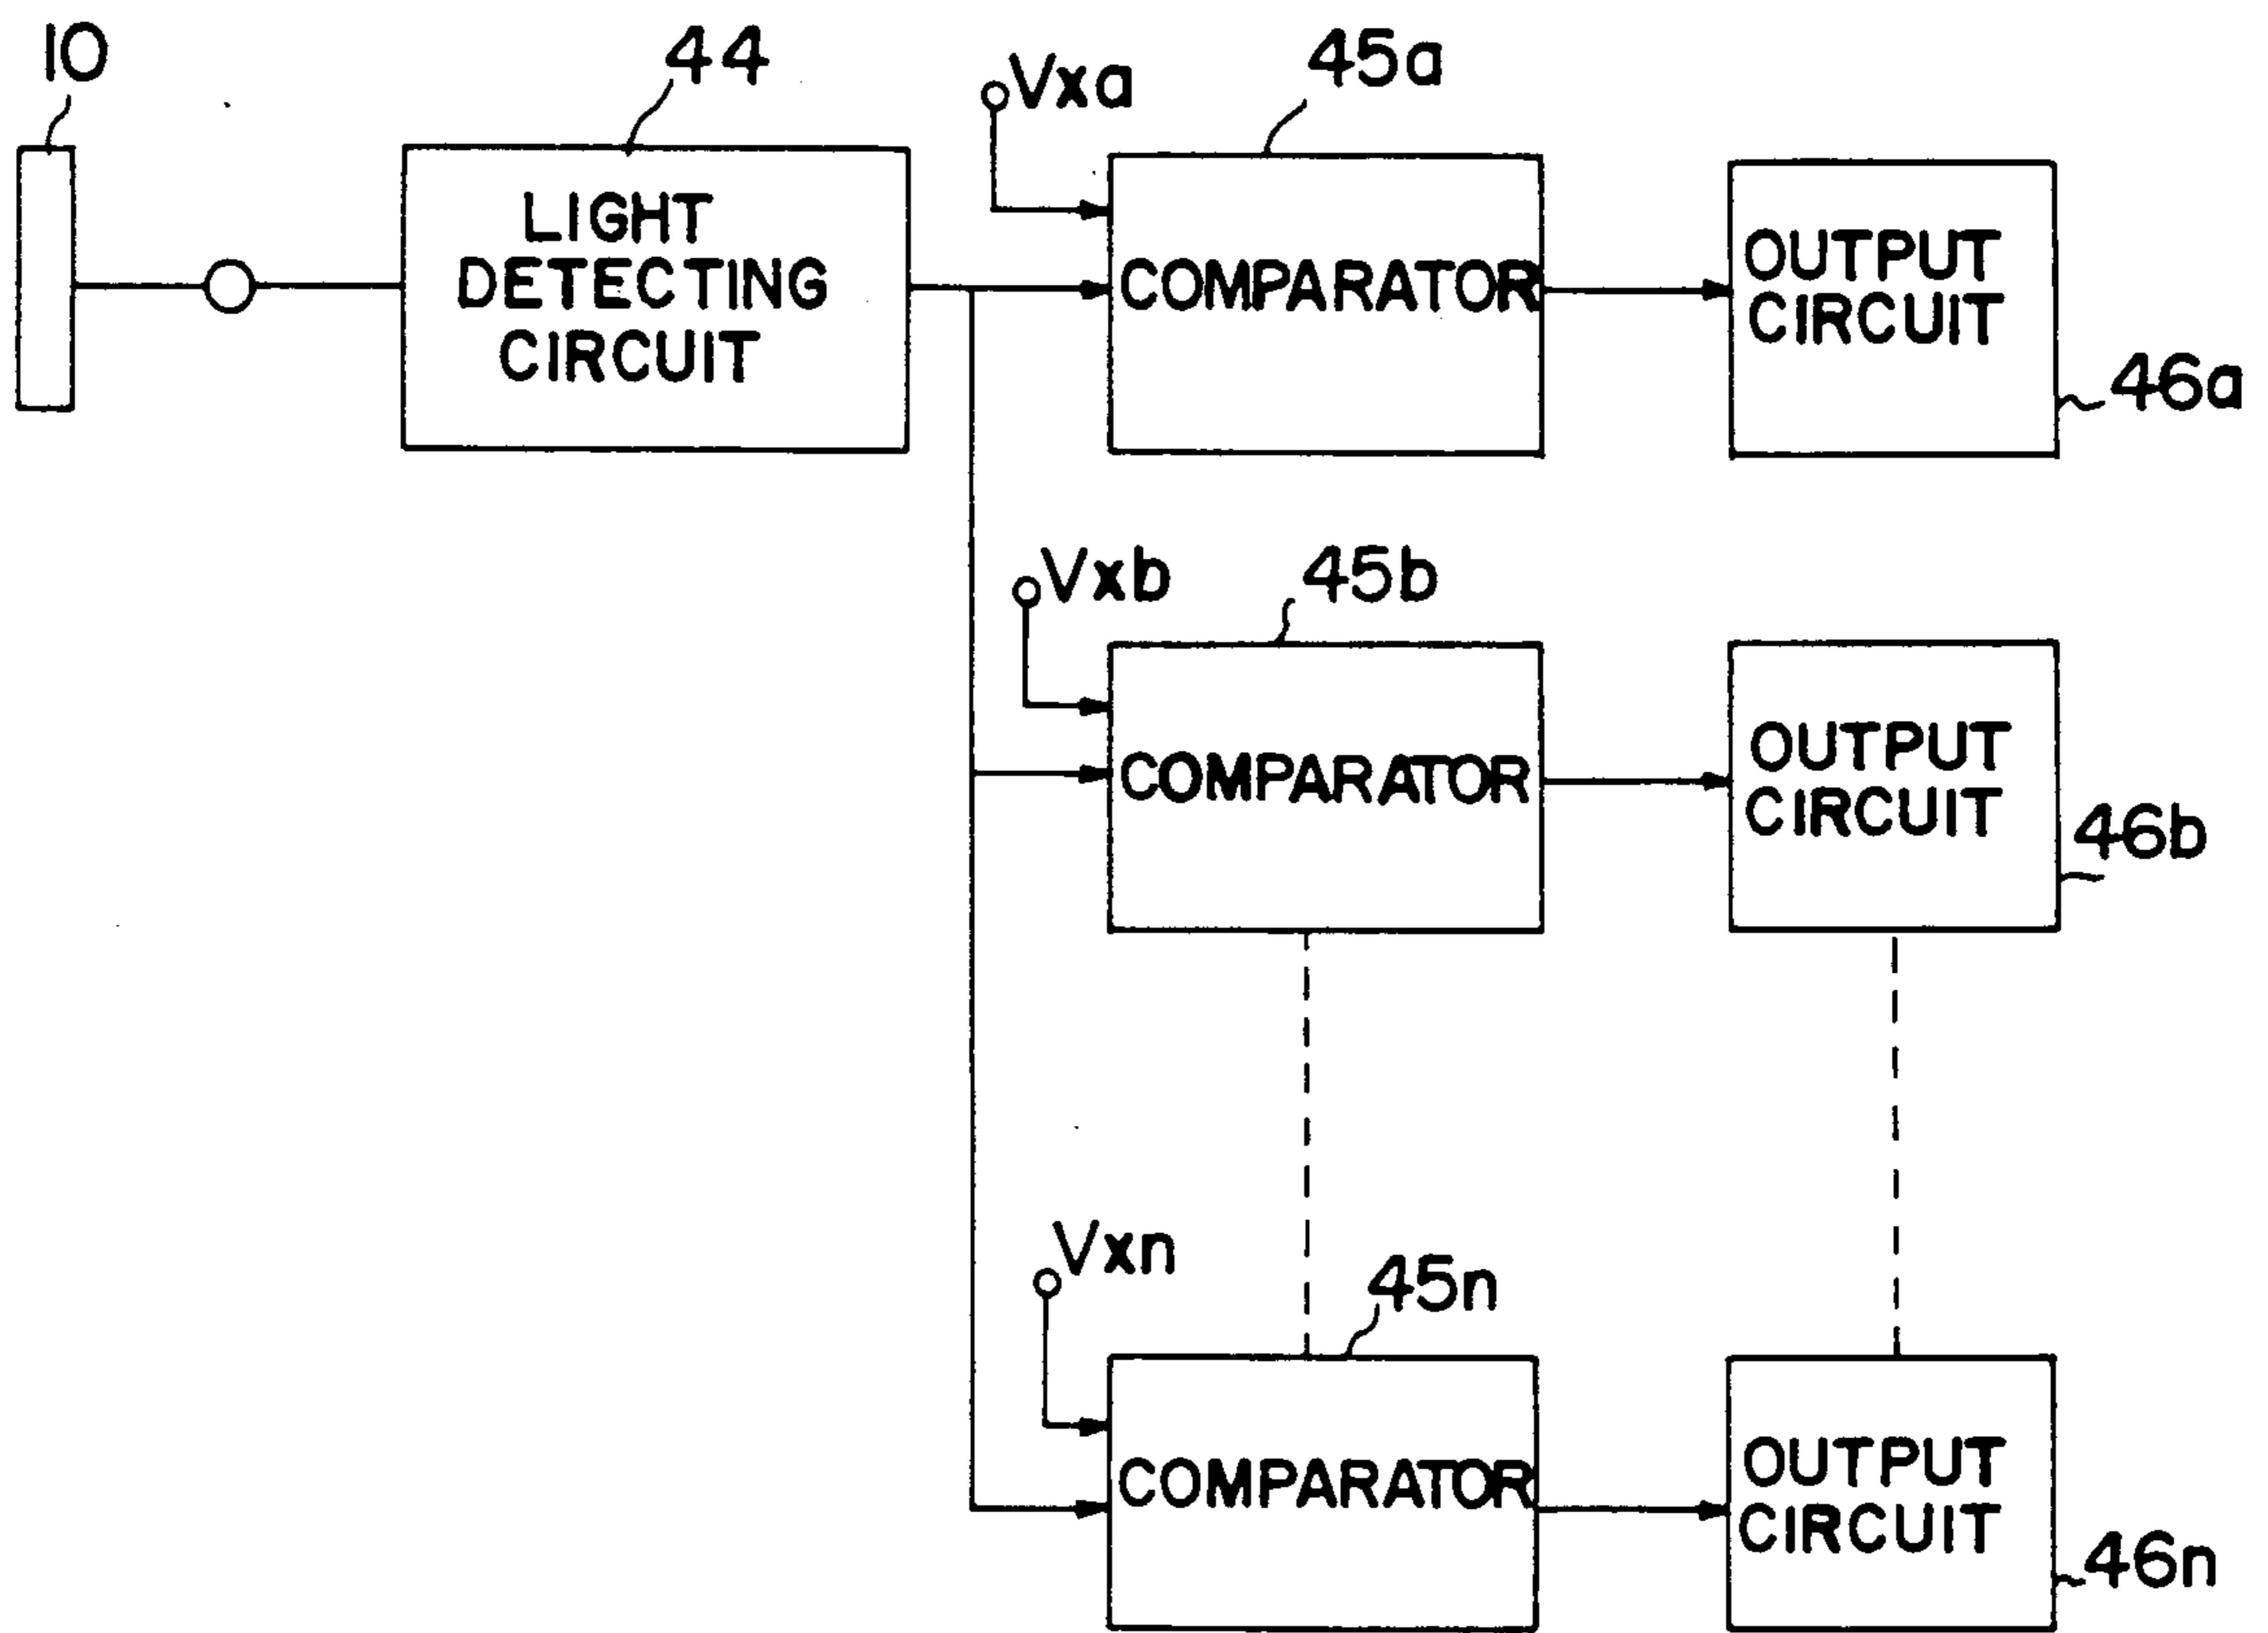 10
44
Vxa
45a
LIGHT
DETECTING
CIRCUIT
COMPARATOR
OUTPUT
CIRCUIT
46a
Vxb
45b
COMPARATOR
OUTPUT
CIRCUIT
46b
Vxn
45n
COMPARATOR
OUTPUT
CIRCUIT
46n